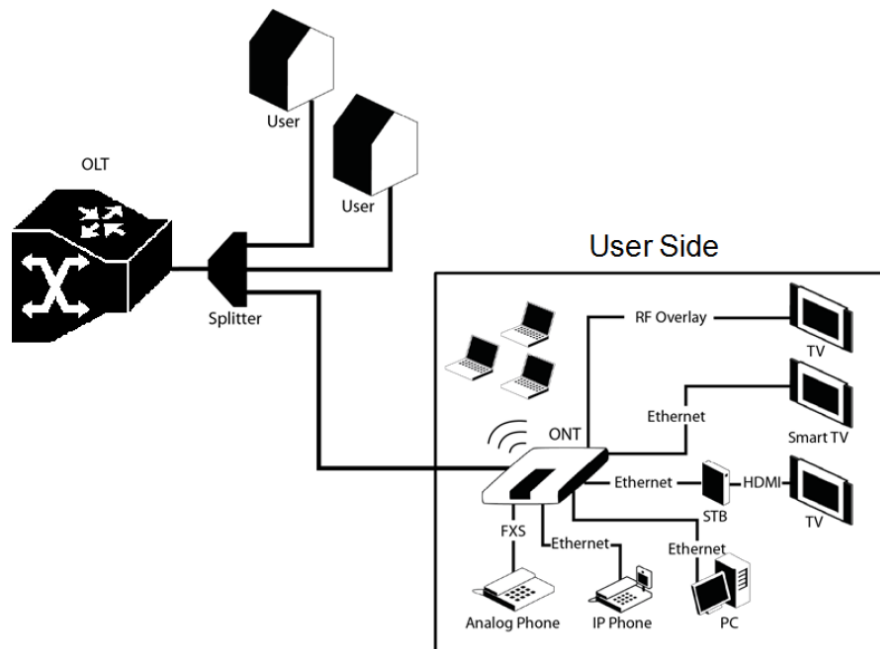 User
OLT
User
User Side
Splitter
RF Overlay
TV
Ethernet
Smart TV
ONT
Ethernet
HDMI
STB
TV
FXS
Ethernet
Ethernet
Analog Phone
IP Phone
PC